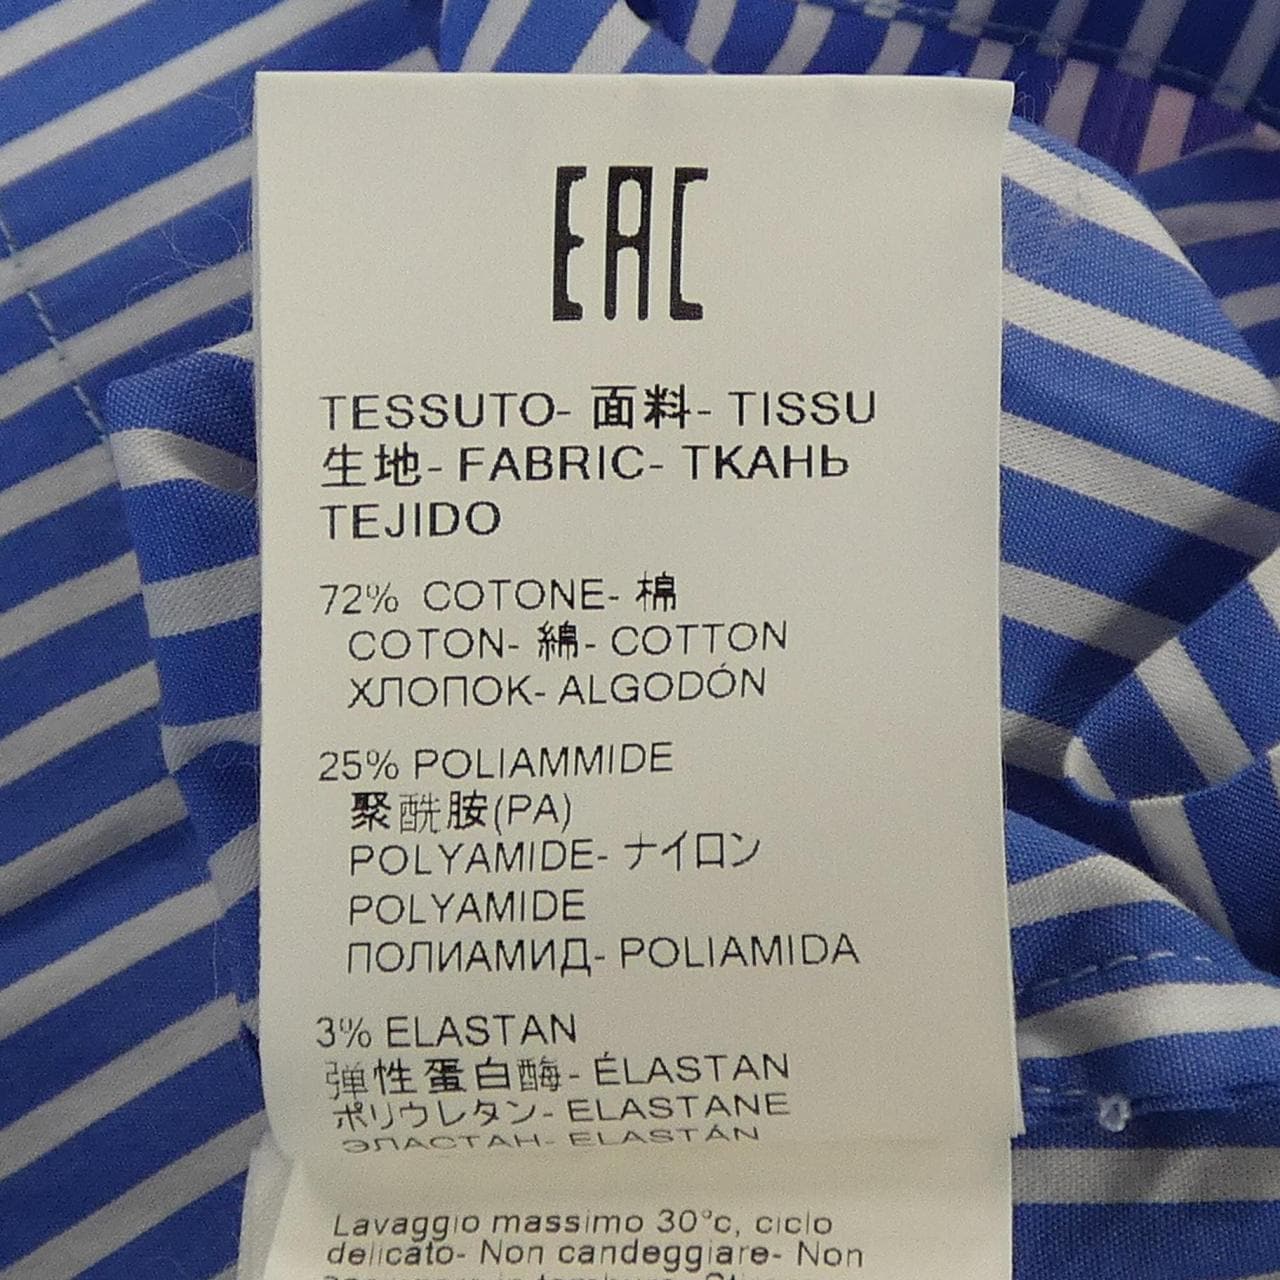 EAC
TESSUTO- 面料- TISSU
生地- FABRIC- ТКАНЬ
TEJIDO
72% COTONE- 棉
COTON- 綿- COTTON
ХЛОПОК- ALGODÓN
25% POLIAMMIDE
聚酰胺(PA)
POLYAMIDE- ナイロン
POLYAMIDE
ПОЛИАМИД- POLIAMIDA
3% ELASTAN
弹性蛋白酶- ÉLASTAN
ポリウレタン- ELASTANE
ЭЛАСТАН- ELASTÁN
Lavaggio massimo 30°c, ciclo
delicato- Non candeggiare- Non